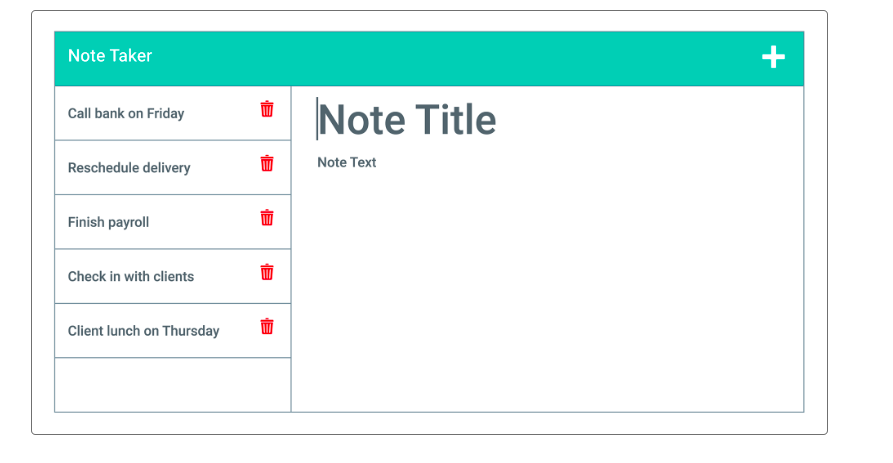 Note Taker
Call bank on Friday
Reschedule delivery
Finish payroll
Check in with clients
Client lunch on Thursday
Note Title
Note Text